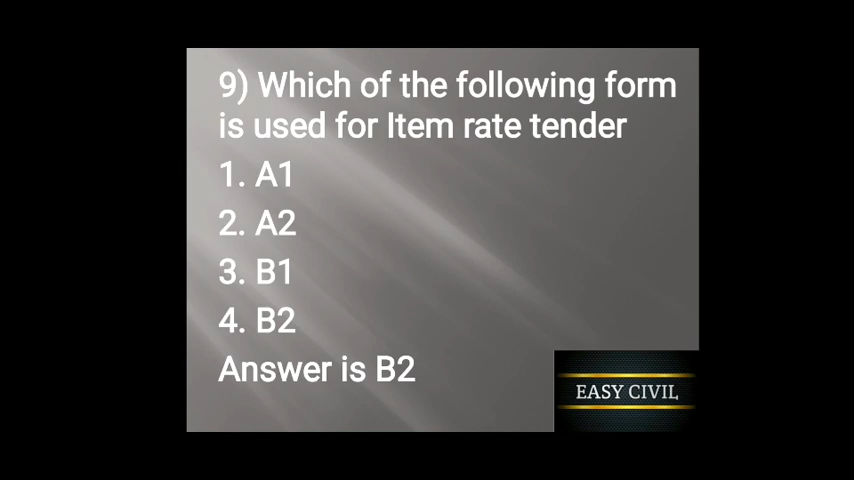 9) Which of the following form
is used for Item rate tender
1. A1
2. A2
3. B1
4. B2
Answer is B2
EASY CIVIL